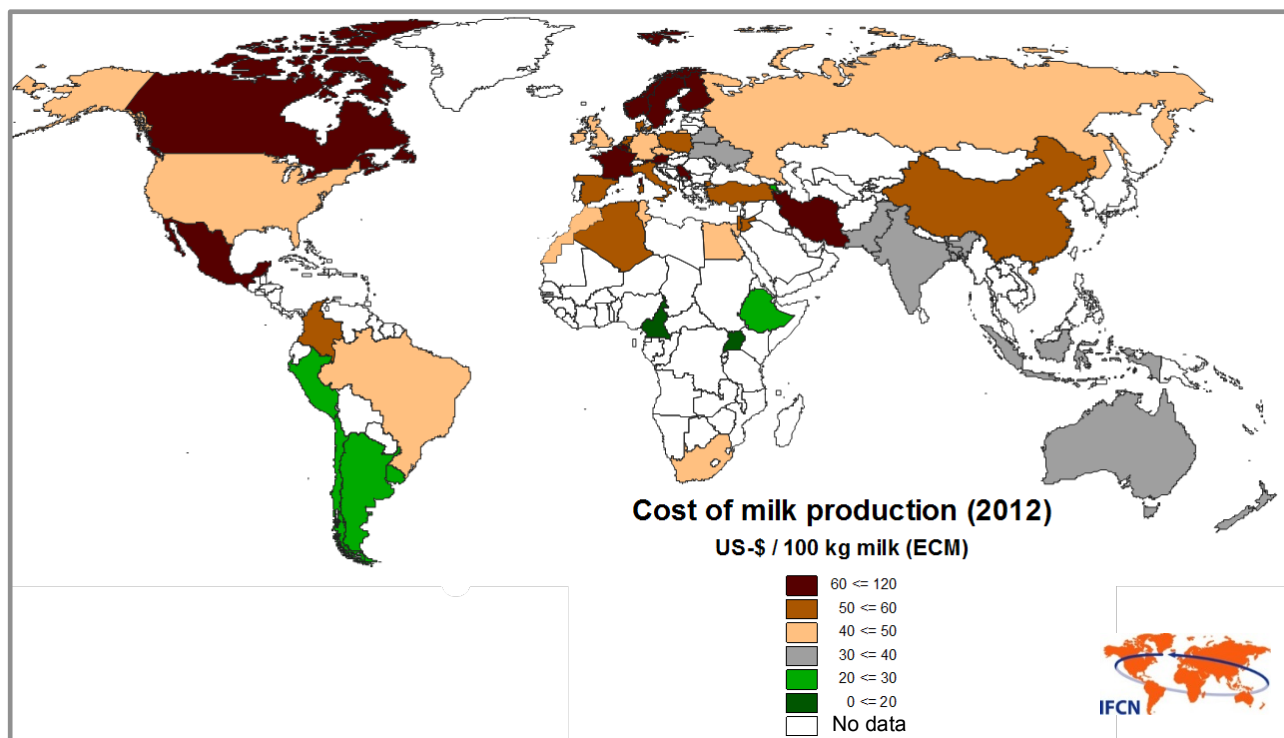 Cost of milk production (2012)
US-$ / 100 kg milk (ECM)
60 <= 120
50 <= 60
40 <= 50
30 <= 40
20 <= 30
0 <= 20
No data
IFCN